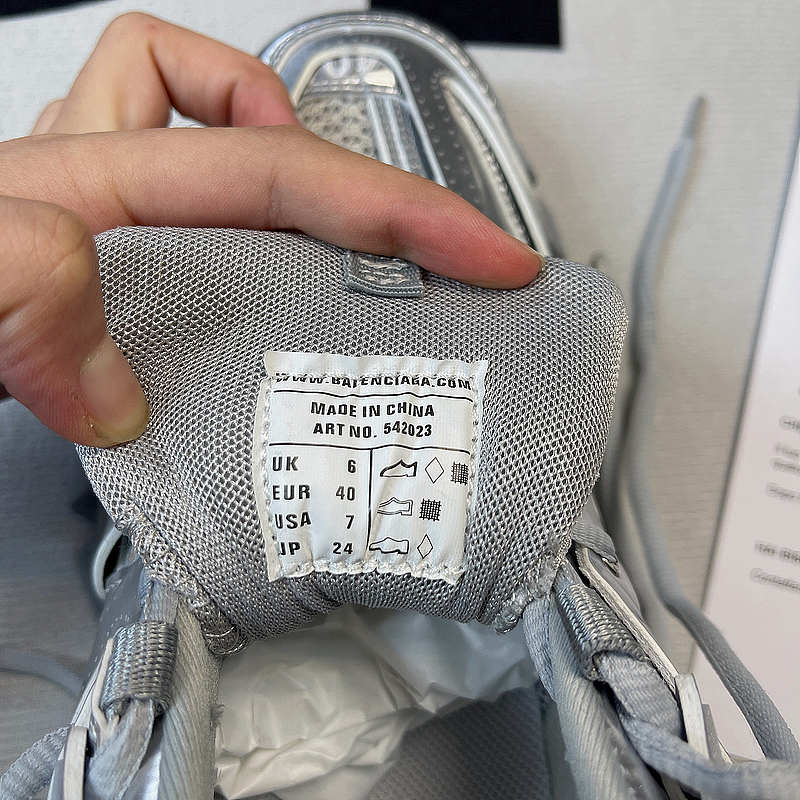 WWW.BALENCIAGA.COM
MADE IN CHINA
ART NO. 542023
UK 6
EUR 40
USA 7
JP 24